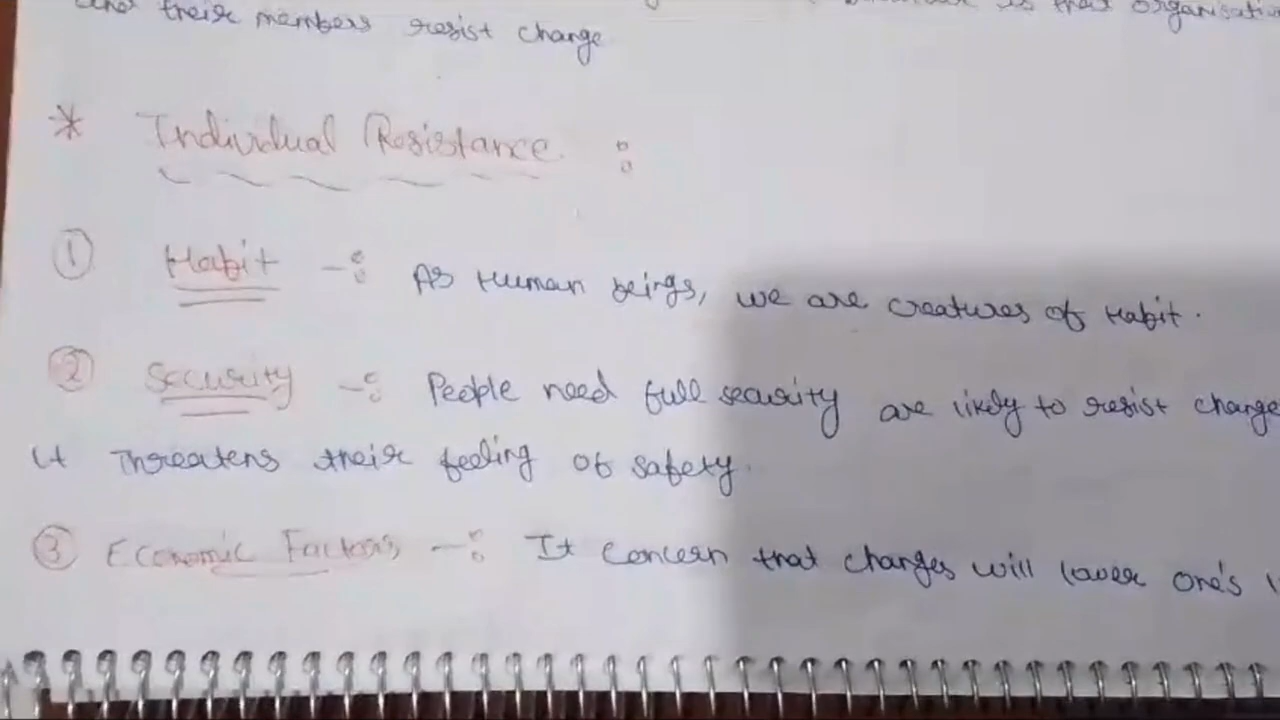 their members resist change
* Individual Resistance :
① Habit -: As Human beings, we are creatures of Habit.
② Security -: People need full security are likely to resist change
it Threatens their feeling of safety.
③ Economic Factors -: It concern that changes will lower one's